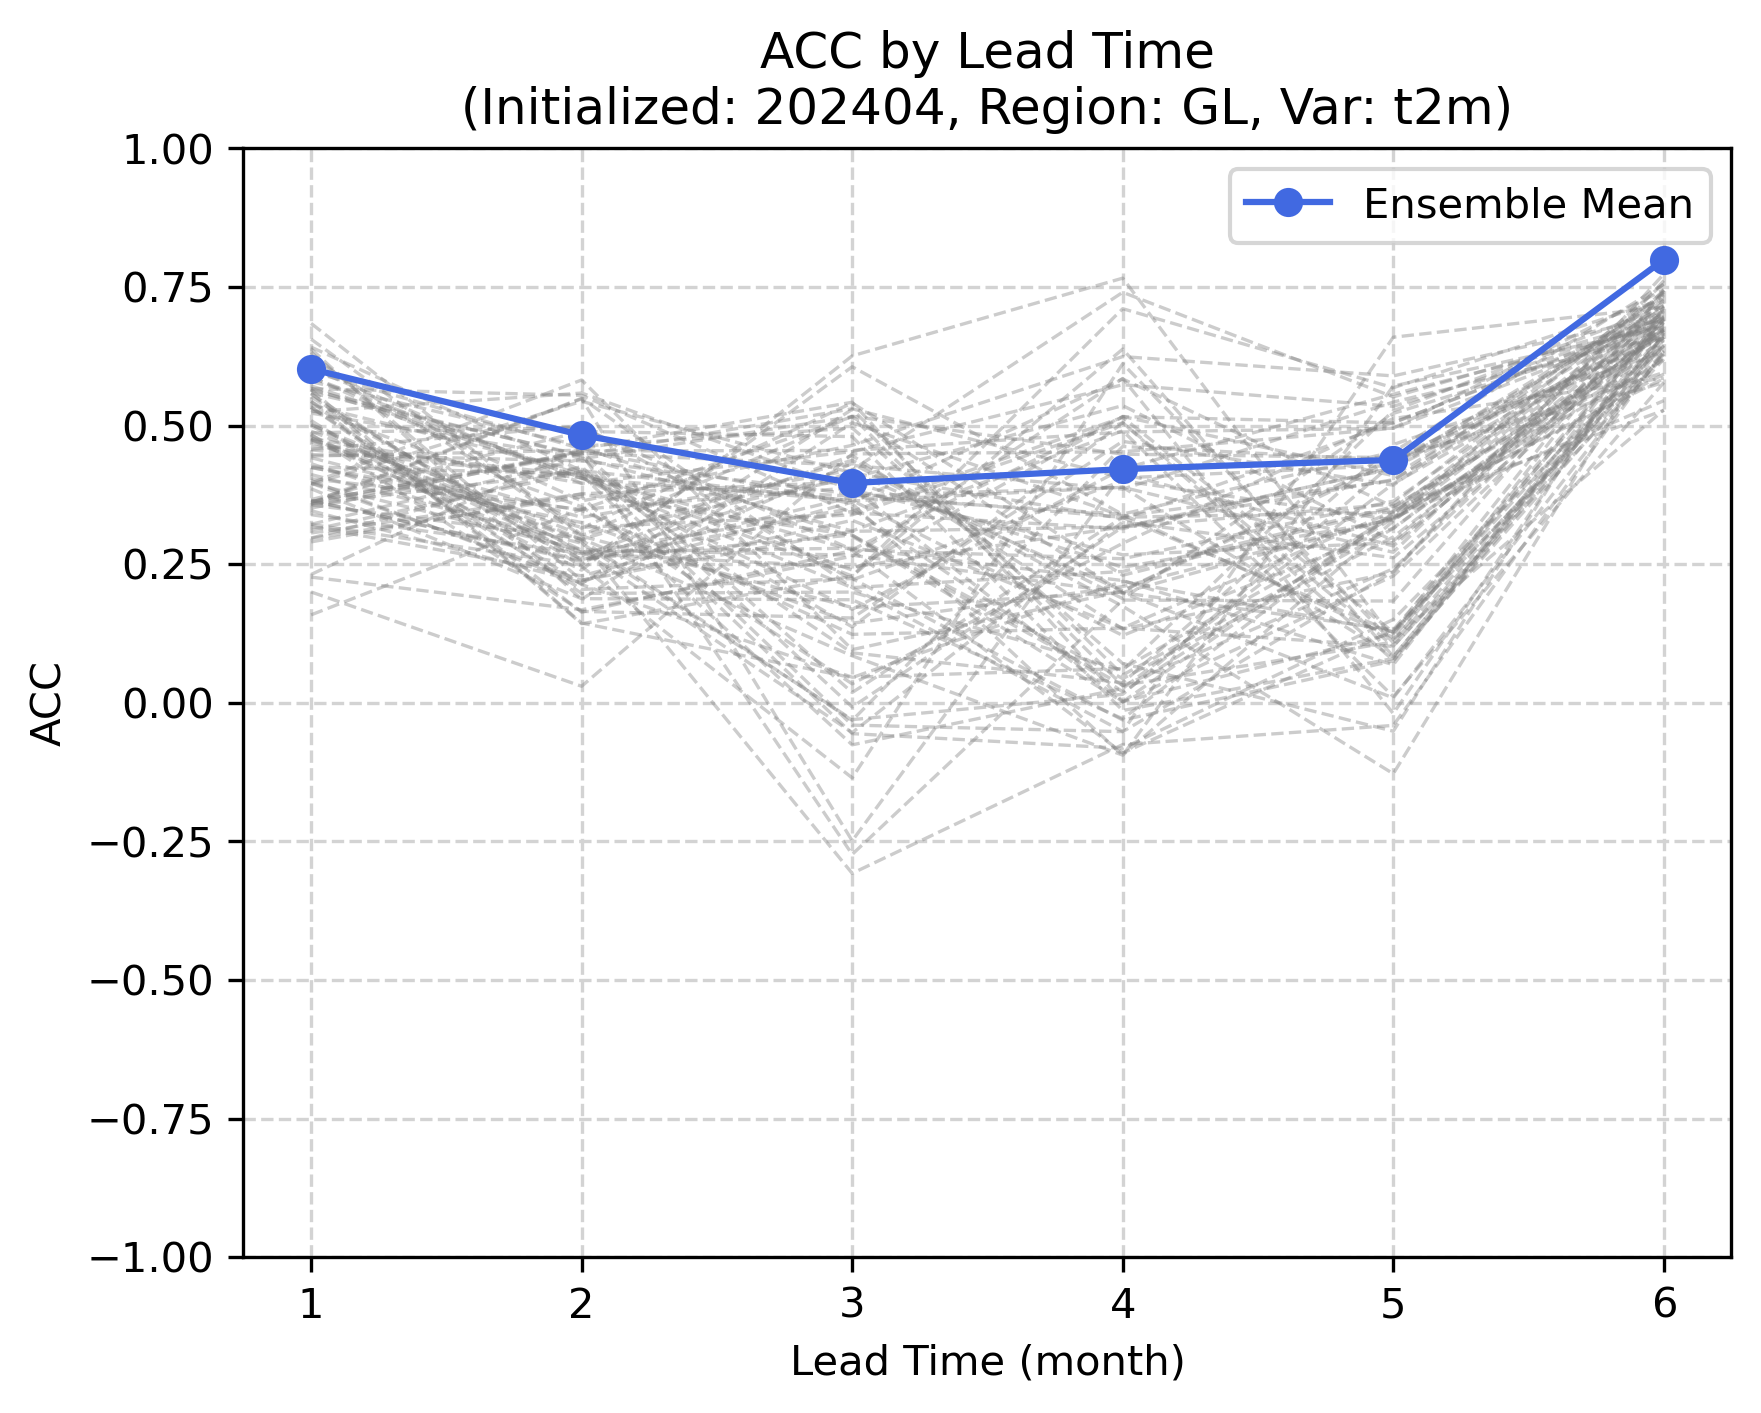 ACC by Lead Time
(Initialized: 202404, Region: GL, Var: t2m)
Ensemble Mean
ACC
1.00
0.75
0.50
0.25
0.00
−0.25
−0.50
−0.75
−1.00
1 2 3 4 5 6
Lead Time (month)